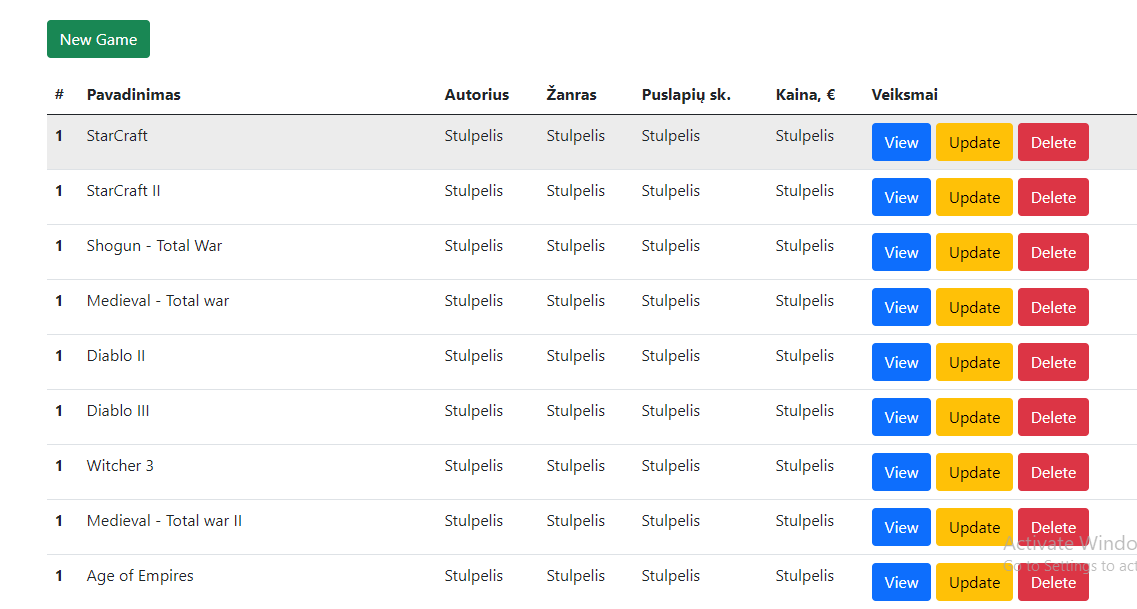 New Game
# Pavadinimas Autorius Žanras Puslapių sk. Kaina, € Veiksmai
1 StarCraft Stulpelis Stulpelis Stulpelis Stulpelis View Update Delete
1 StarCraft II Stulpelis Stulpelis Stulpelis Stulpelis View Update Delete
1 Shogun - Total War Stulpelis Stulpelis Stulpelis Stulpelis View Update Delete
1 Medieval - Total war Stulpelis Stulpelis Stulpelis Stulpelis View Update Delete
1 Diablo II Stulpelis Stulpelis Stulpelis Stulpelis View Update Delete
1 Diablo III Stulpelis Stulpelis Stulpelis Stulpelis View Update Delete
1 Witcher 3 Stulpelis Stulpelis Stulpelis Stulpelis View Update Delete
1 Medieval - Total war II Stulpelis Stulpelis Stulpelis Stulpelis View Update Delete
Activate Windo
Go to Settings to act
1 Age of Empires Stulpelis Stulpelis Stulpelis Stulpelis View Update Delete